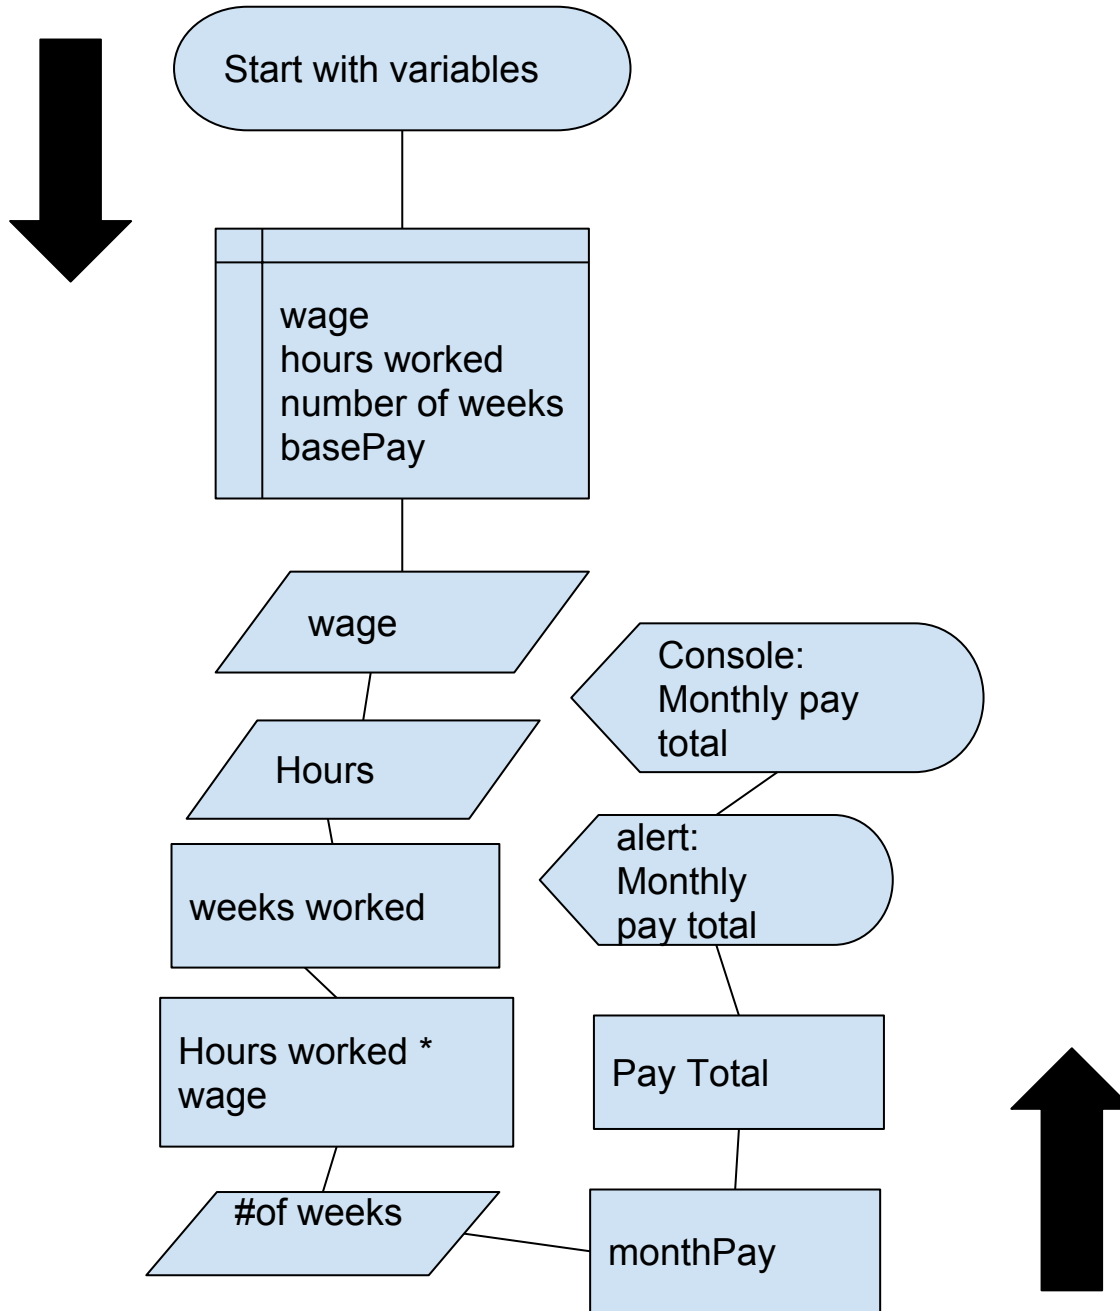 Start with variables
wage
hours worked
number of weeks
basePay
wage
Hours
weeks worked
Hours worked *
wage
#of weeks
monthPay
Pay Total
alert:
Monthly
pay total
Console:
Monthly pay
total